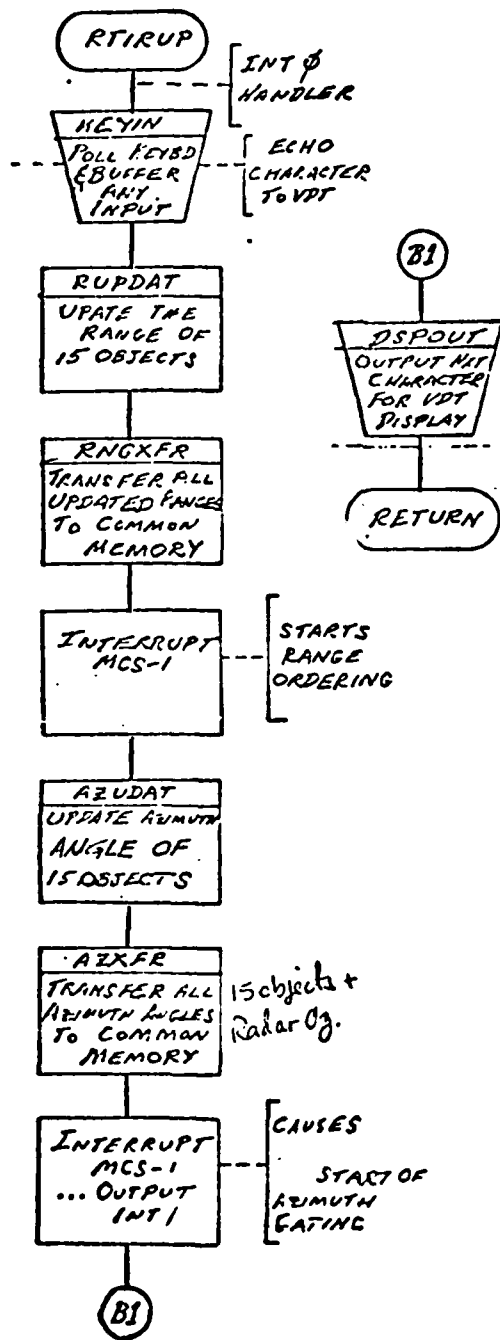 RTIRUP
INT Ø
HANDLER
KEYIN
POLL KEYBD
& BUFFER
ANY
INPUT
ECHO
CHARACTER
TO VDT
RUPDAT
UPATE THE
RANGE OF
15 OBJECTS
RNGXFR
TRANSFER ALL
UPDATED RANGES
TO COMMON
MEMORY
INTERRUPT
MCS-1
STARTS
RANGE
ORDERING
AZUDAT
UPDATE AZIMUTH
ANGLE OF
15 OBJECTS
AZXFR
TRANSFER ALL
AZIMUTH ANGLES
TO COMMON
MEMORY
15 objects +
Radar Oz.
INTERRUPT
MCS-1
... OUTPUT
INT 1
CAUSES
START OF
AZIMUTH
GATING
B1
B1
DSPOUT
OUTPUT NXT
CHARACTER
FOR VDT
DISPLAY
RETURN